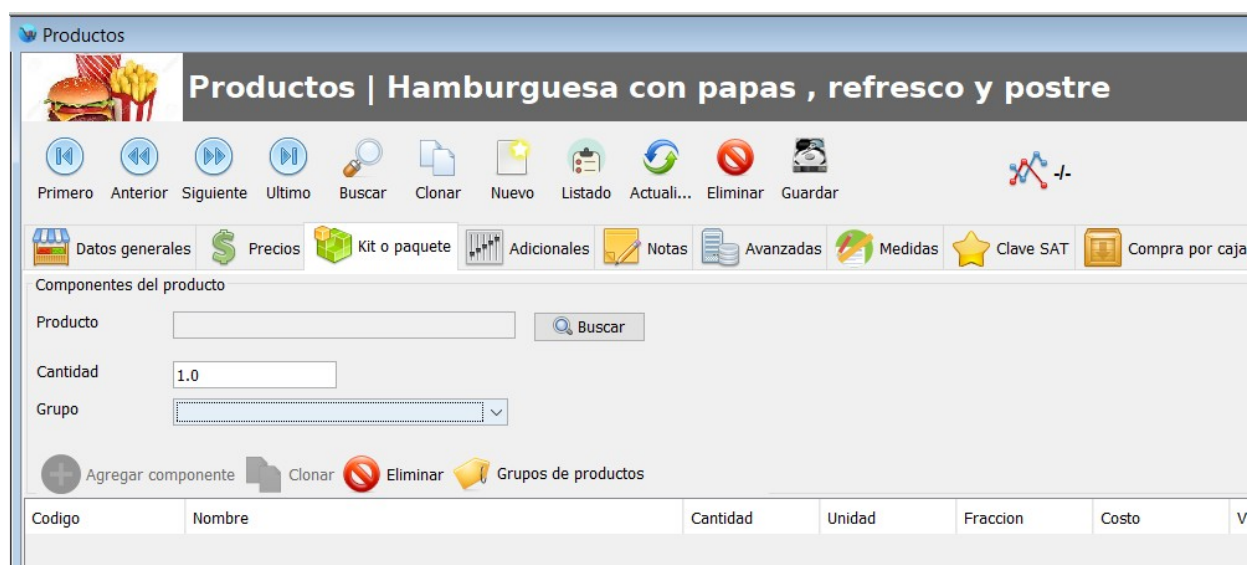 Productos
Productos | Hamburguesa con papas , refresco y postre
Primero Anterior Siguiente Ultimo Buscar Clonar Nuevo Listado Actuali... Eliminar Guardar -/-
Datos generales Precios Kit o paquete Adicionales Notas Avanzadas Medidas Clave SAT Compra por caja
Componentes del producto
Producto Buscar
Cantidad 1.0
Grupo
Agregar componente Clonar Eliminar Grupos de productos
Codigo Nombre Cantidad Unidad Fraccion Costo V